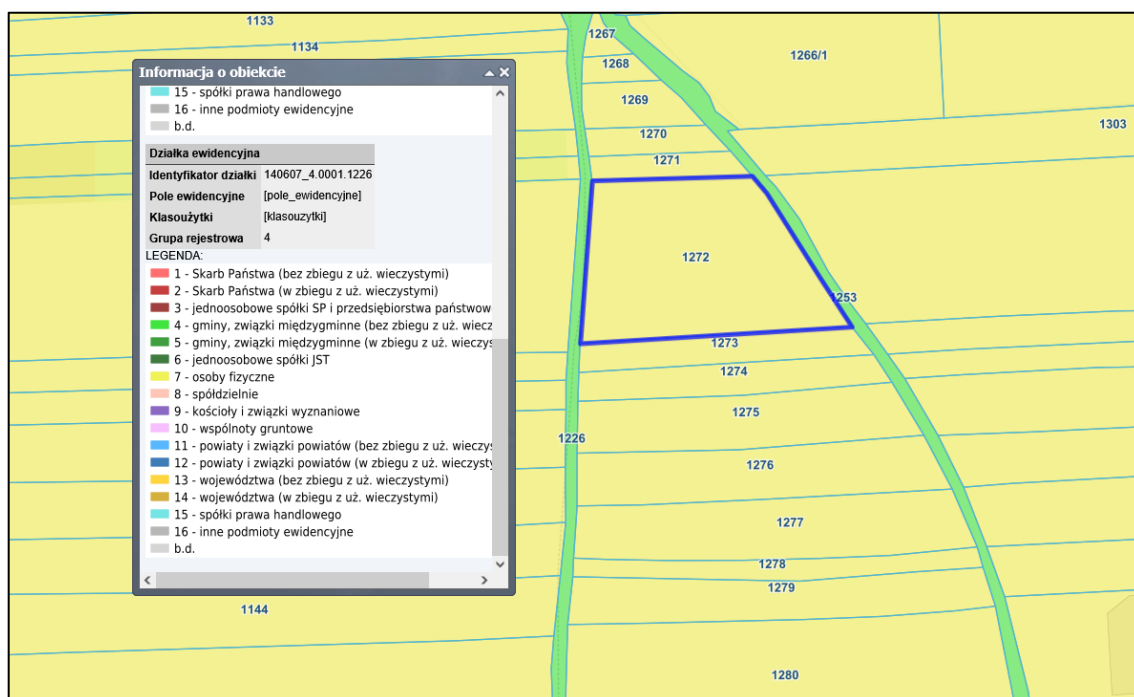 1133
1134
1267
1268
1266/1
1269
1270
1303
1271
1272
1253
1273
1274
1275
1226
1276
1277
1278
1279
1144
1280
Informacja o obiekcie
15 - spółki prawa handlowego
16 - inne podmioty ewidencyjne
b.d.
Działka ewidencyjna
Identyfikator działki 140607_4.0001.1226
Pole ewidencyjne [pole_ewidencyjne]
Klasoużytki [klasouzytki]
Grupa rejestrowa 4
LEGENDA:
1 - Skarb Państwa (bez zbiegu z uż. wieczystymi)
2 - Skarb Państwa (w zbiegu z uż. wieczystymi)
3 - jednoosobowe spółki SP i przedsiębiorstwa państwow
4 - gminy, związki międzygminne (bez zbiegu z uż. wiecz
5 - gminy, związki międzygminne (w zbiegu z uż. wieczys
6 - jednoosobowe spółki JST
7 - osoby fizyczne
8 - spółdzielnie
9 - kościoły i związki wyznaniowe
10 - wspólnoty gruntowe
11 - powiaty i związki powiatów (bez zbiegu z uż. wieczys
12 - powiaty i związki powiatów (w zbiegu z uż. wieczysty
13 - województwa (bez zbiegu z uż. wieczystymi)
14 - województwa (w zbiegu z uż. wieczystymi)
15 - spółki prawa handlowego
16 - inne podmioty ewidencyjne
b.d.